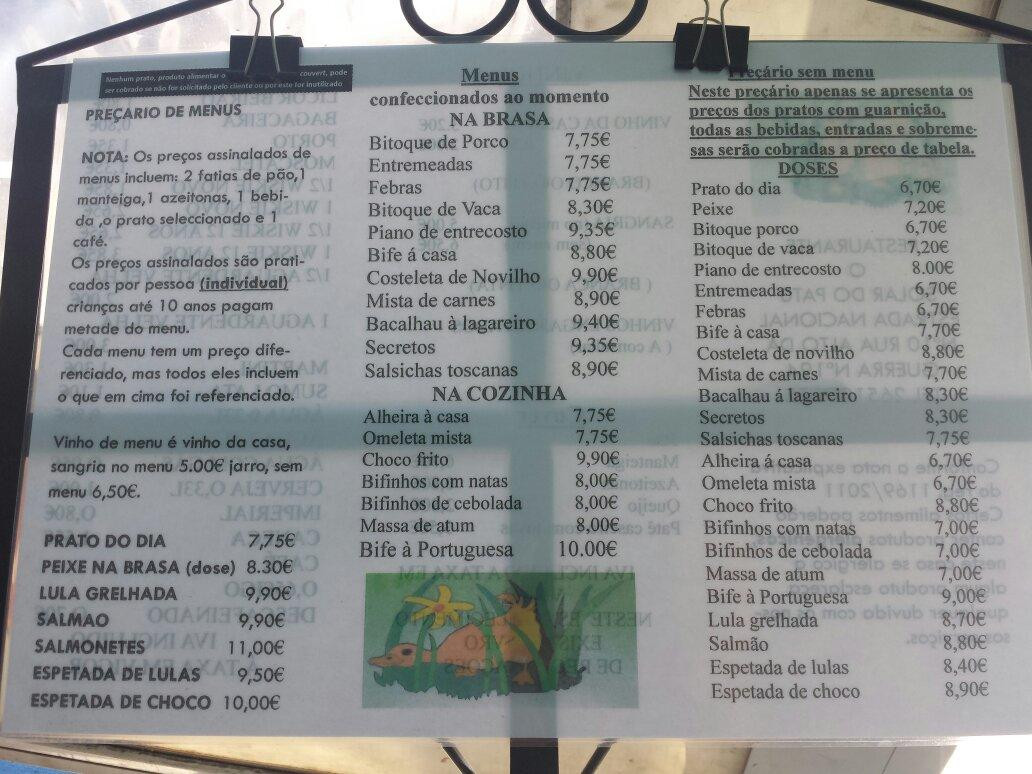 Nenhum prato, produto alimentar o couvert, pode
ser cobrado se não for solicitado pelo cliente ou por este for inutilizado
PREÇÁRIO DE MENUS
NOTA: Os preços assinalados de
menus incluem: 2 fatias de pão,1
manteiga,1 azeitonas, 1 bebi-
da ,o prato seleccionado e 1
café.
Os preços assinalados são prati-
cados por pessoa (individual)
crianças até 10 anos pagam
metade do menu.
Cada menu tem um preço dife-
renciado, mas todos eles incluem
o que em cima foi referenciado.
Vinho de menu é vinho da casa,
sangria no menu 5.00€ jarro, sem
menu 6,50€.
PRATO DO DIA 7,75€
PEIXE NA BRASA (dose) 8.30€
LULA GRELHADA 9,90€
SALMAO 9,90€
SALMONETES 11,00€
ESPETADA DE LULAS 9,50€
ESPETADA DE CHOCO 10,00€
Menus
confeccionados ao momento
NA BRASA
Bitoque de Porco 7,75€
Entremeadas 7,75€
Febras 7,75€
Bitoque de Vaca 8,30€
Piano de entrecosto 9,35€
Bife á casa 8,80€
Costeleta de Novilho 9,90€
Mista de carnes 8,90€
Bacalhau à lagareiro 9,40€
Secretos 9,35€
Salsichas toscanas 8,90€
NA COZINHA
Alheira à casa 7,75€
Omeleta mista 7,75€
Choco frito 9,90€
Bifinhos com natas 8,00€
Bifinhos de cebolada 8,00€
Massa de atum 8,00€
Bife à Portuguesa 10.00€
Preçário sem menu
Neste preçário apenas se apresenta os
preços dos pratos com guarnição,
todas as bebidas, entradas e sobreme-
sas serão cobradas a preço de tabela.
DOSES
Prato do dia 6,70€
Peixe 7,20€
Bitoque porco 6,70€
Bitoque de vaca 7,20€
Piano de entrecosto 8.00€
Entremeadas 6,70€
Febras 6,70€
Bife à casa 7,70€
Costeleta de novilho 8,80€
Mista de carnes 7,70€
Bacalhau á lagareiro 8,30€
Secretos 8,30€
Salsichas toscanas 7,75€
Alheira á casa 6,70€
Omeleta mista 6,70€
Choco frito 8,80€
Bifinhos com natas 7,00€
Bifinhos de cebolada 7,00€
Massa de atum 7,00€
Bife à Portuguesa 9,00€
Lula grelhada 8,70€
Salmão 8,80€
Espetada de lulas 8,40€
Espetada de choco 8,90€